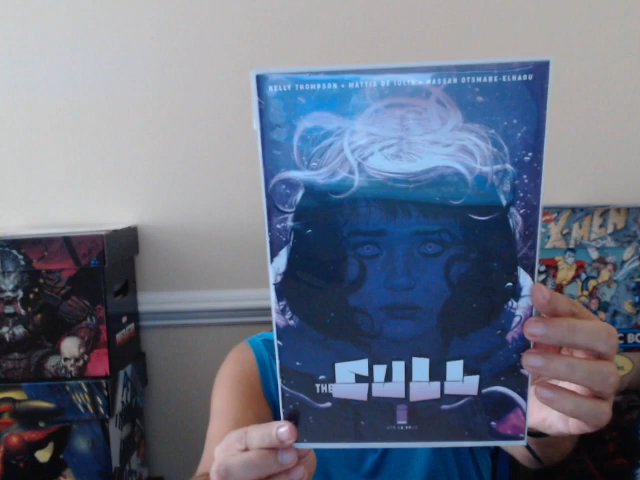 KELLY THOMPSON • MATTIA DE IULIS • HASSAN OTSMANE-ELHAOU
THE CULL
X-MEN